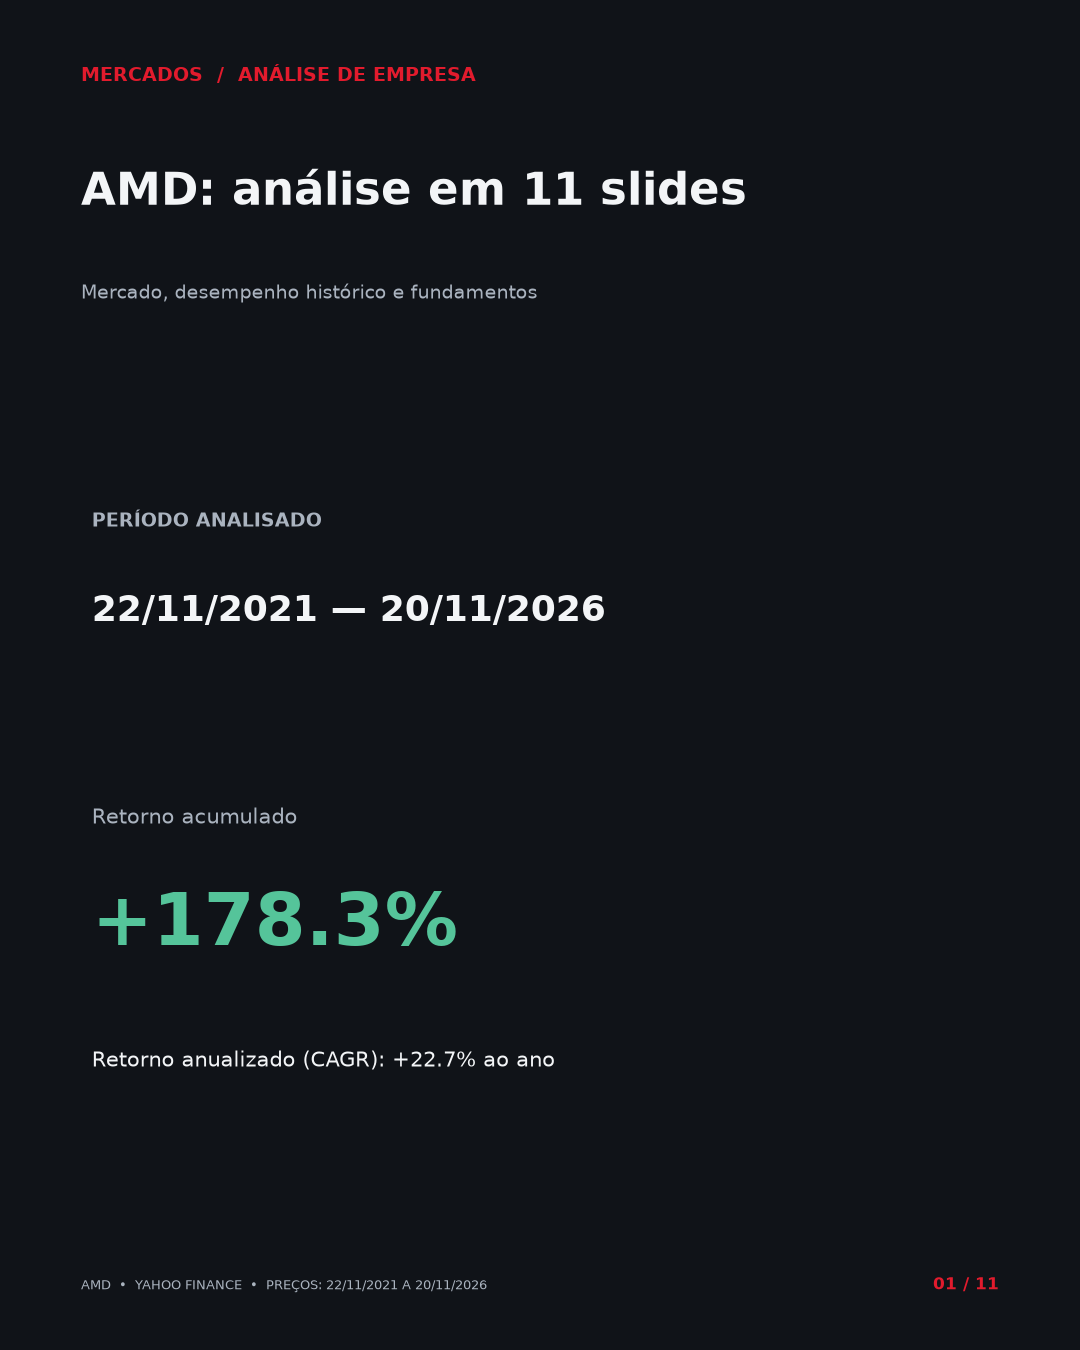 MERCADOS / ANÁLISE DE EMPRESA
AMD: análise em 11 slides
Mercado, desempenho histórico e fundamentos
PERÍODO ANALISADO
22/11/2021 — 20/11/2026
Retorno acumulado
+178.3%
Retorno anualizado (CAGR): +22.7% ao ano
AMD • YAHOO FINANCE • PREÇOS: 22/11/2021 A 20/11/2026
01 / 11